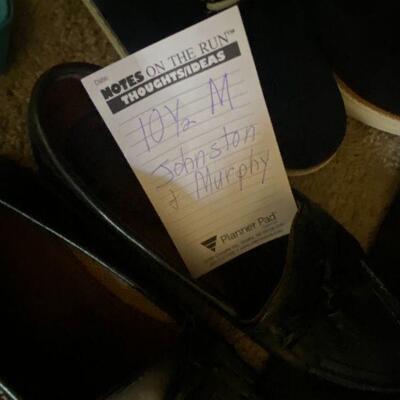 Date:
NOTES ON THE RUN™
THOUGHTS/IDEAS
10½ M
Johnston
& Murphy
Planner Pad